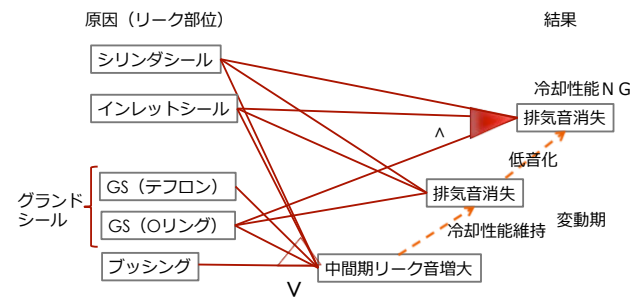 原因（リーク部位）
結果
シリンダシール
冷却性能ＮＧ
インレットシール
排気音消失
∧
低音化
GS（テフロン）
排気音消失
グランド
シール
GS（Oリング）
変動期
冷却性能維持
ブッシング
中間期リーク音増大
∨